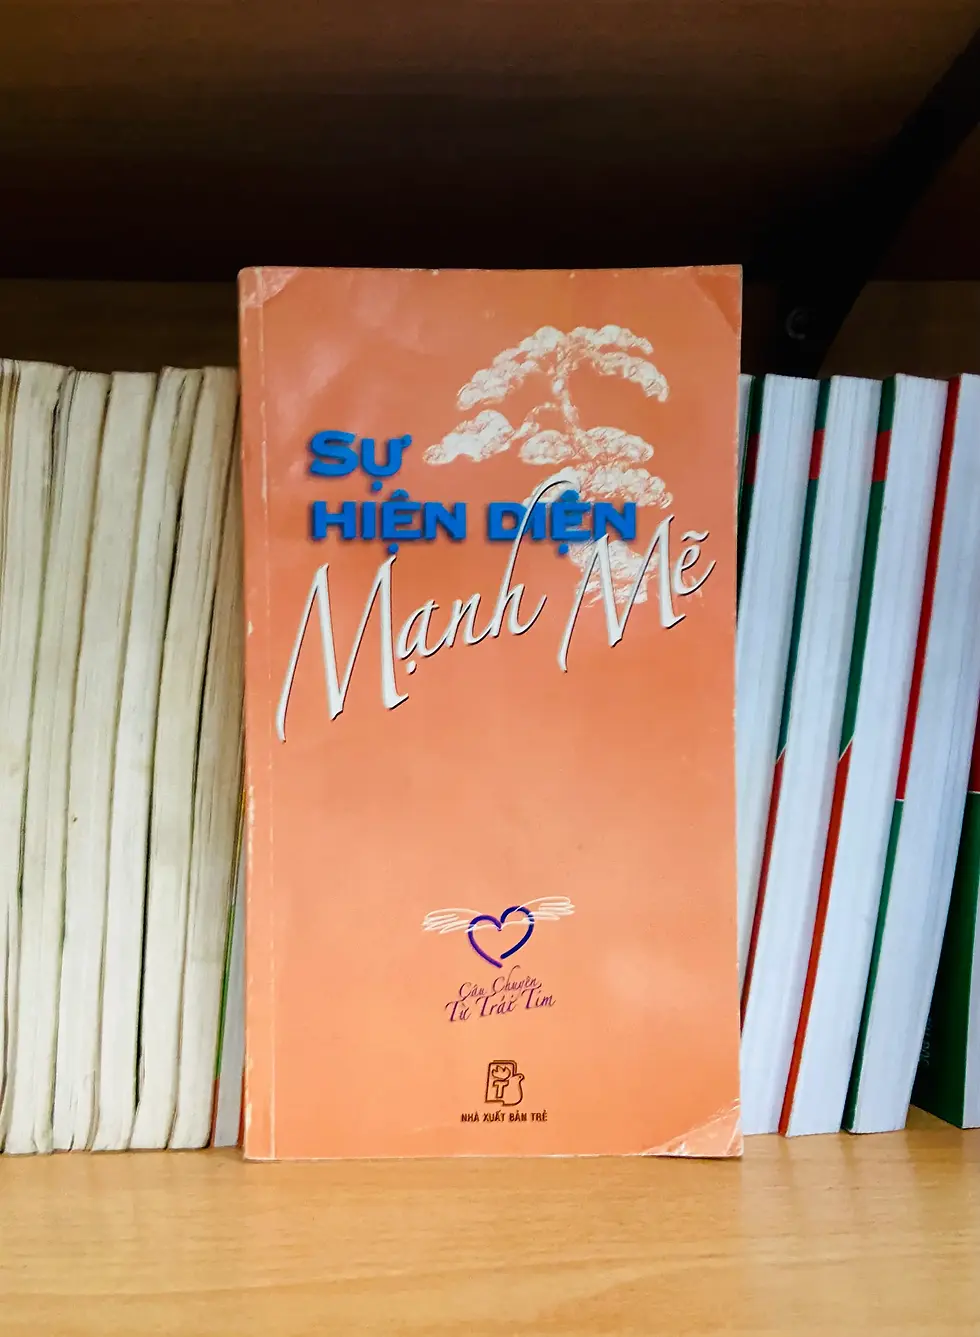 SỰ
HIỆN DIỆN
Mạnh Mẽ
Câu Chuyện
Từ Trái Tim
T
NHÀ XUẤT BẢN TRẺ